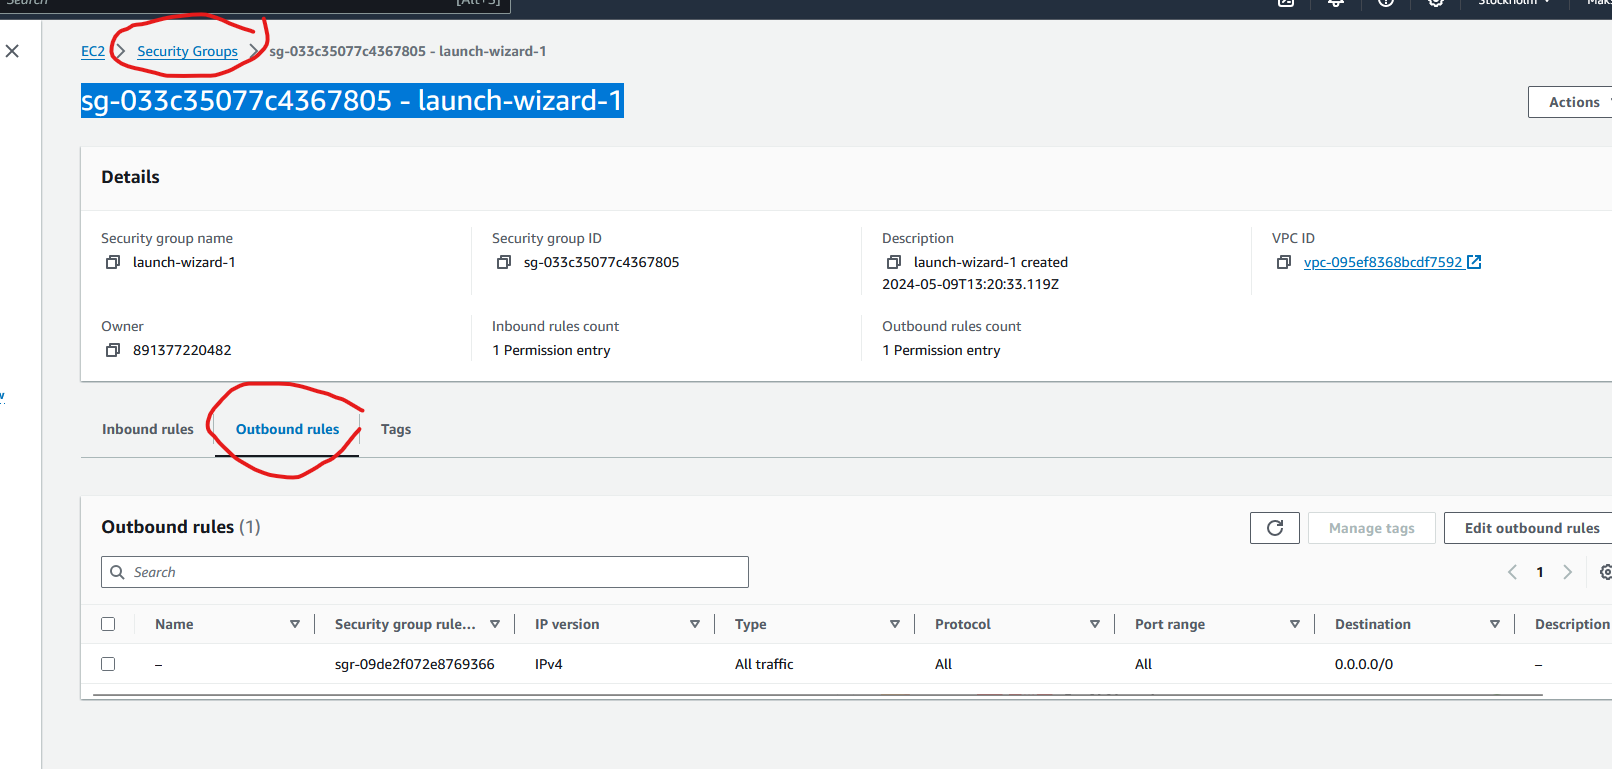 Search [Alt+S] Stockholm
EC2 Security Groups sg-033c35077c4367805 - launch-wizard-1
sg-033c35077c4367805 - launch-wizard-1
Actions
Details
Security group name
launch-wizard-1
Security group ID
sg-033c35077c4367805
Description
launch-wizard-1 created
2024-05-09T13:20:33.119Z
VPC ID
vpc-095ef8368bcdf7592
Owner
891377220482
Inbound rules count
1 Permission entry
Outbound rules count
1 Permission entry
Inbound rules Outbound rules Tags
Outbound rules (1)
Manage tags Edit outbound rules
Search
1
Name Security group rule... IP version Type Protocol Port range Destination Description
– sgr-09de2f072e8769366 IPv4 All traffic All All 0.0.0.0/0 –